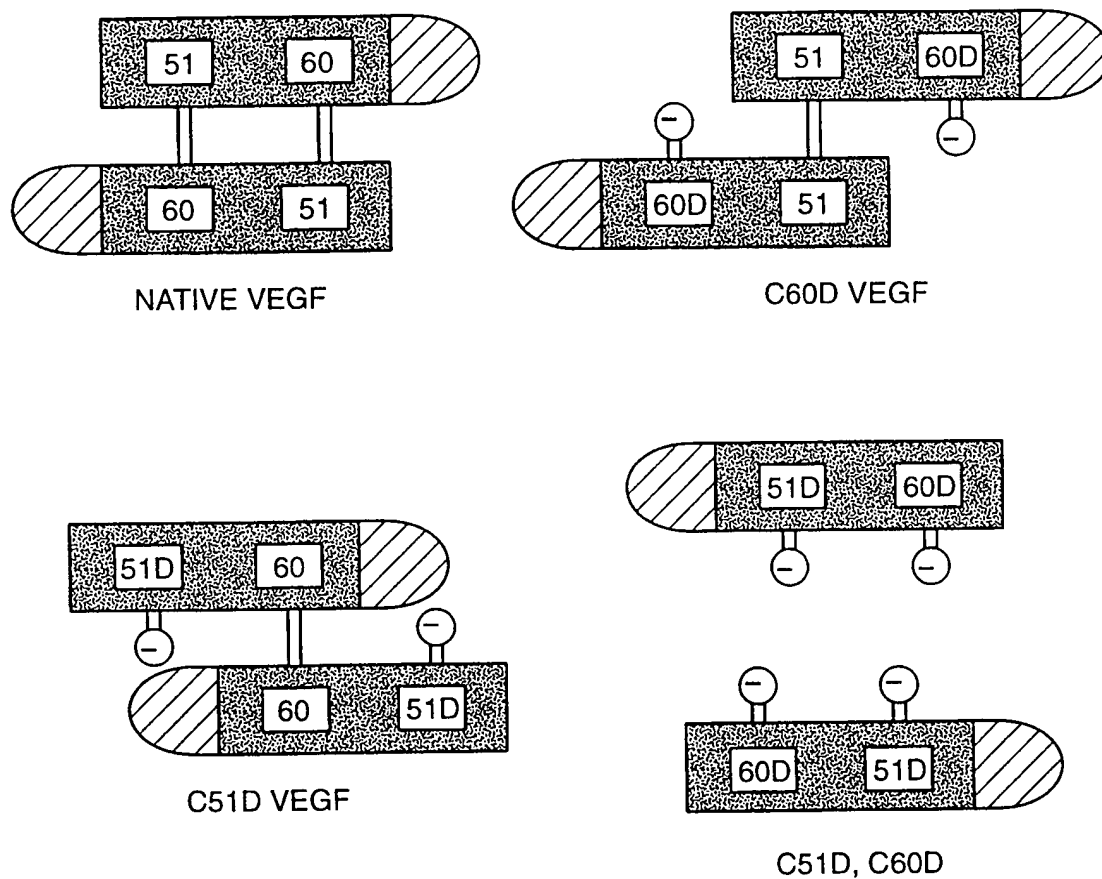 51 60
60 51
NATIVE VEGF
51 60D
−
−
60D 51
C60D VEGF
51D 60
−
−
60 51D
C51D VEGF
51D 60D
− −
− −
60D 51D
C51D, C60D